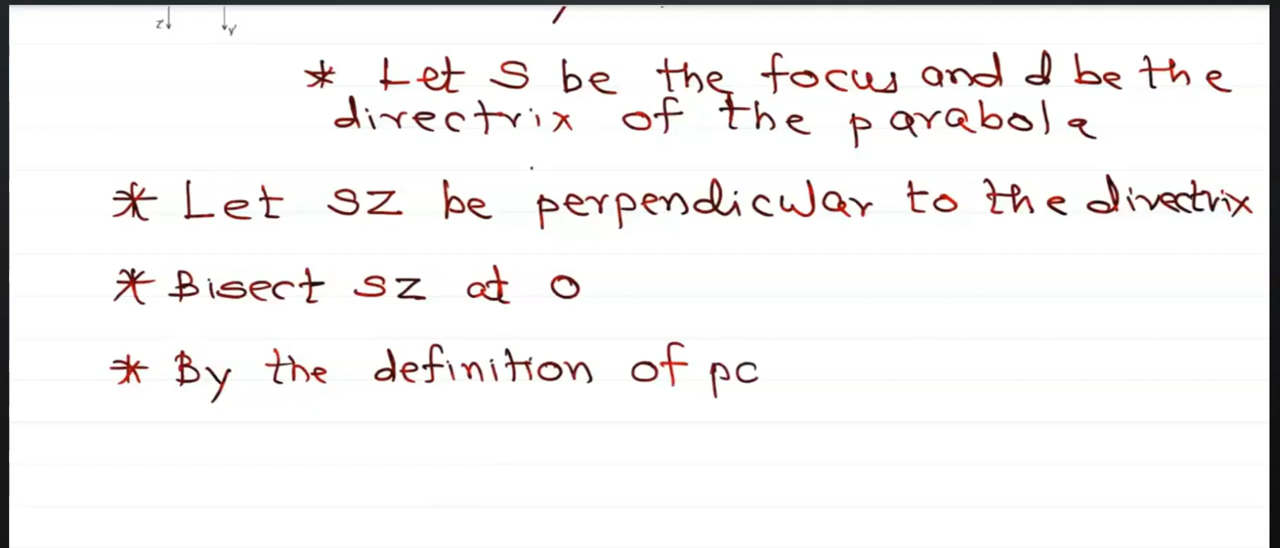 z y
* Let S be the focus and d be the
directrix of the parabola
* Let SZ be perpendicular to the directrix
* Bisect SZ at O
* By the definition of pc